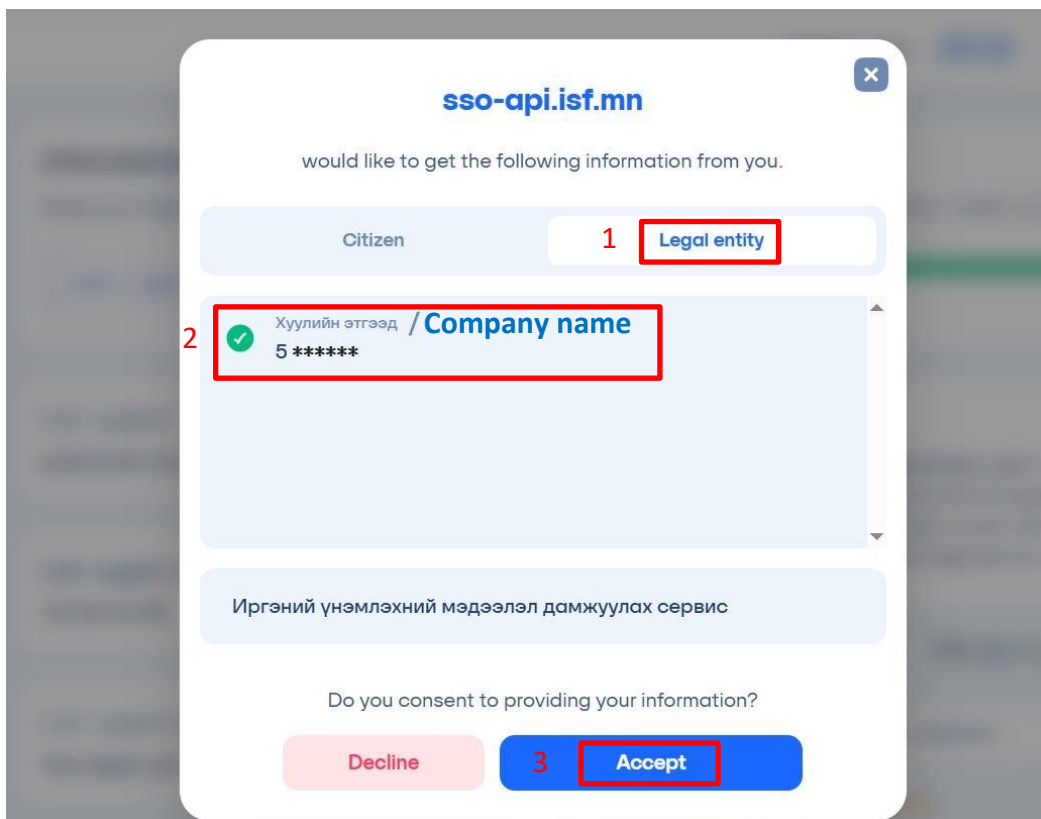 sso-api.isf.mn
would like to get the following information from you.
Citizen
1 Legal entity
2 Хуулийн этгээд / Company name
5 ******
Иргэний үнэмлэхний мэдээлэл дамжуулах сервис
Do you consent to providing your information?
Decline
3 Accept